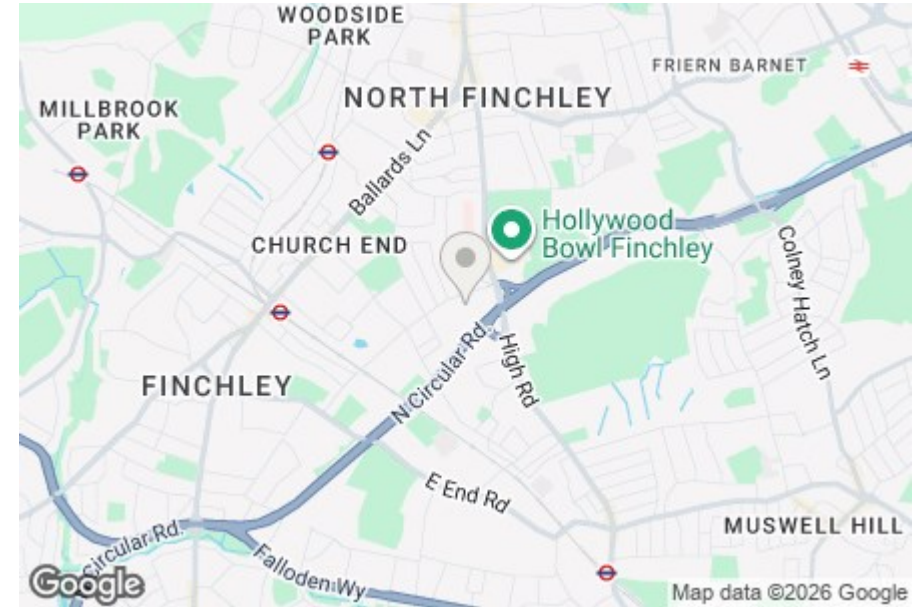 WOODSIDE
PARK
FRIERN BARNET
NORTH FINCHLEY
MILLBROOK
PARK
Ballards Ln
Hollywood
Bowl Finchley
CHURCH END
Colney Hatch Ln
N Circular Rd.
High Rd
FINCHLEY
E End Rd
MUSWELL HILL
Circular Rd.
Falloden Wy
Google
Map data ©2026 Google